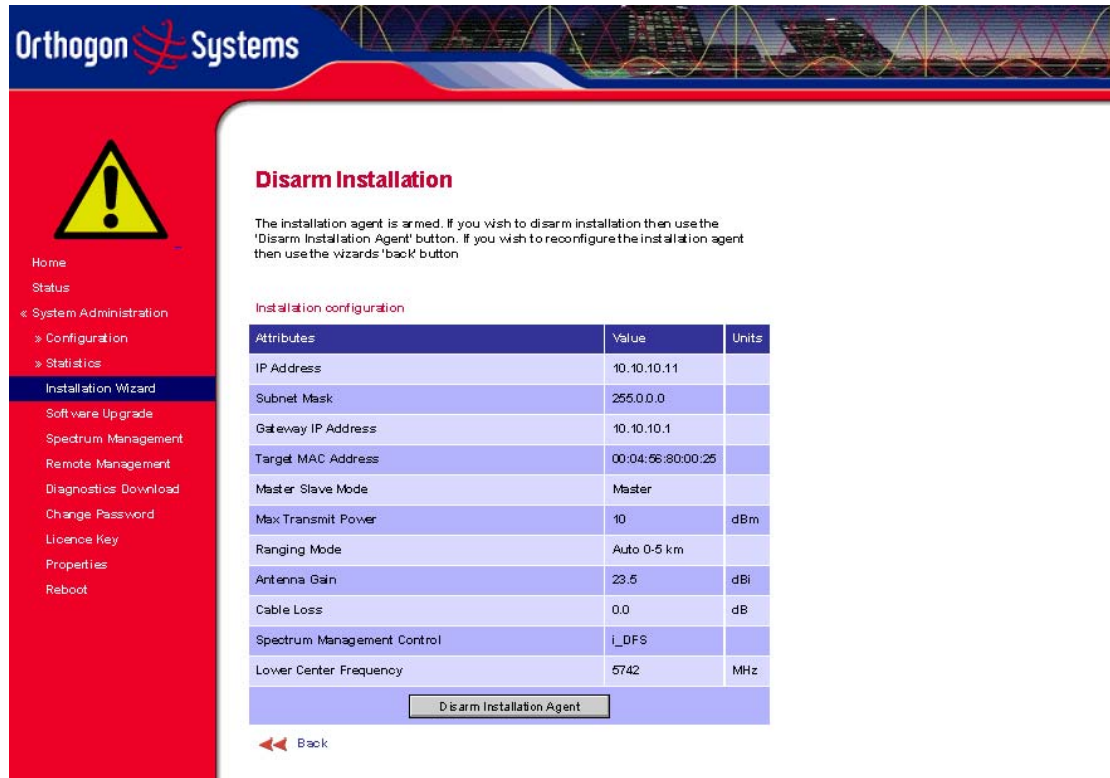 Orthogon Systems
Home
Status
« System Administration
» Configuration
» Statistics
Installation Wizard
Software Upgrade
Spectrum Management
Remote Management
Diagnostics Download
Change Password
Licence Key
Properties
Reboot
Disarm Installation
The installation agent is armed. If you wish to disarm installation then use the
'Disarm Installation Agent' button. If you wish to reconfigure the installation agent
then use the wizards 'back' button
Installation configuration
Attributes Value Units
IP Address 10.10.10.11
Subnet Mask 255.0.0.0
Gateway IP Address 10.10.10.1
Target MAC Address 00:04:56:80:00:25
Master Slave Mode Master
Max Transmit Power 10 dBm
Ranging Mode Auto 0-5 km
Antenna Gain 23.5 dBi
Cable Loss 0.0 dB
Spectrum Management Control i_DFS
Lower Center Frequency 5742 MHz
Disarm Installation Agent
Back